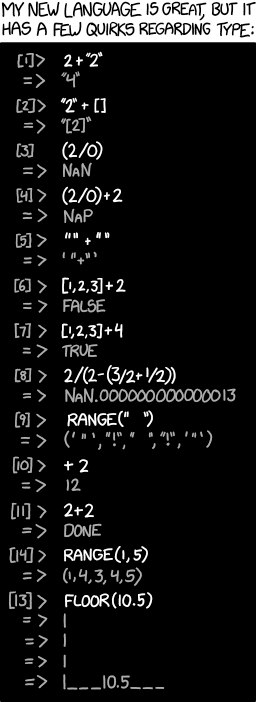 MY NEW LANGUAGE IS GREAT, BUT IT
HAS A FEW QUIRKS REGARDING TYPE:
[1]> 2+"2"
=> "4"
[2]> "2" + []
=> "[2]"
[3] (2/0)
=> NaN
[4]> (2/0)+2
=> NaP
[5]> "" + ""
=> '"+"'
[6]> [1,2,3]+2
=> FALSE
[7]> [1,2,3]+4
=> TRUE
[8]> 2/(2-(3/2+1/2))
=> NaN.000000000000013
[9]> RANGE("   ")
=> ('"',"!","   ","!",'"')
[10]> + 2
=> 12
[11]> 2+2
=> DONE
[14]> RANGE(1,5)
=> (1,4,3,4,5)
[13]> FLOOR(10.5)
=> |
=> |
=> |
=> |___10.5___